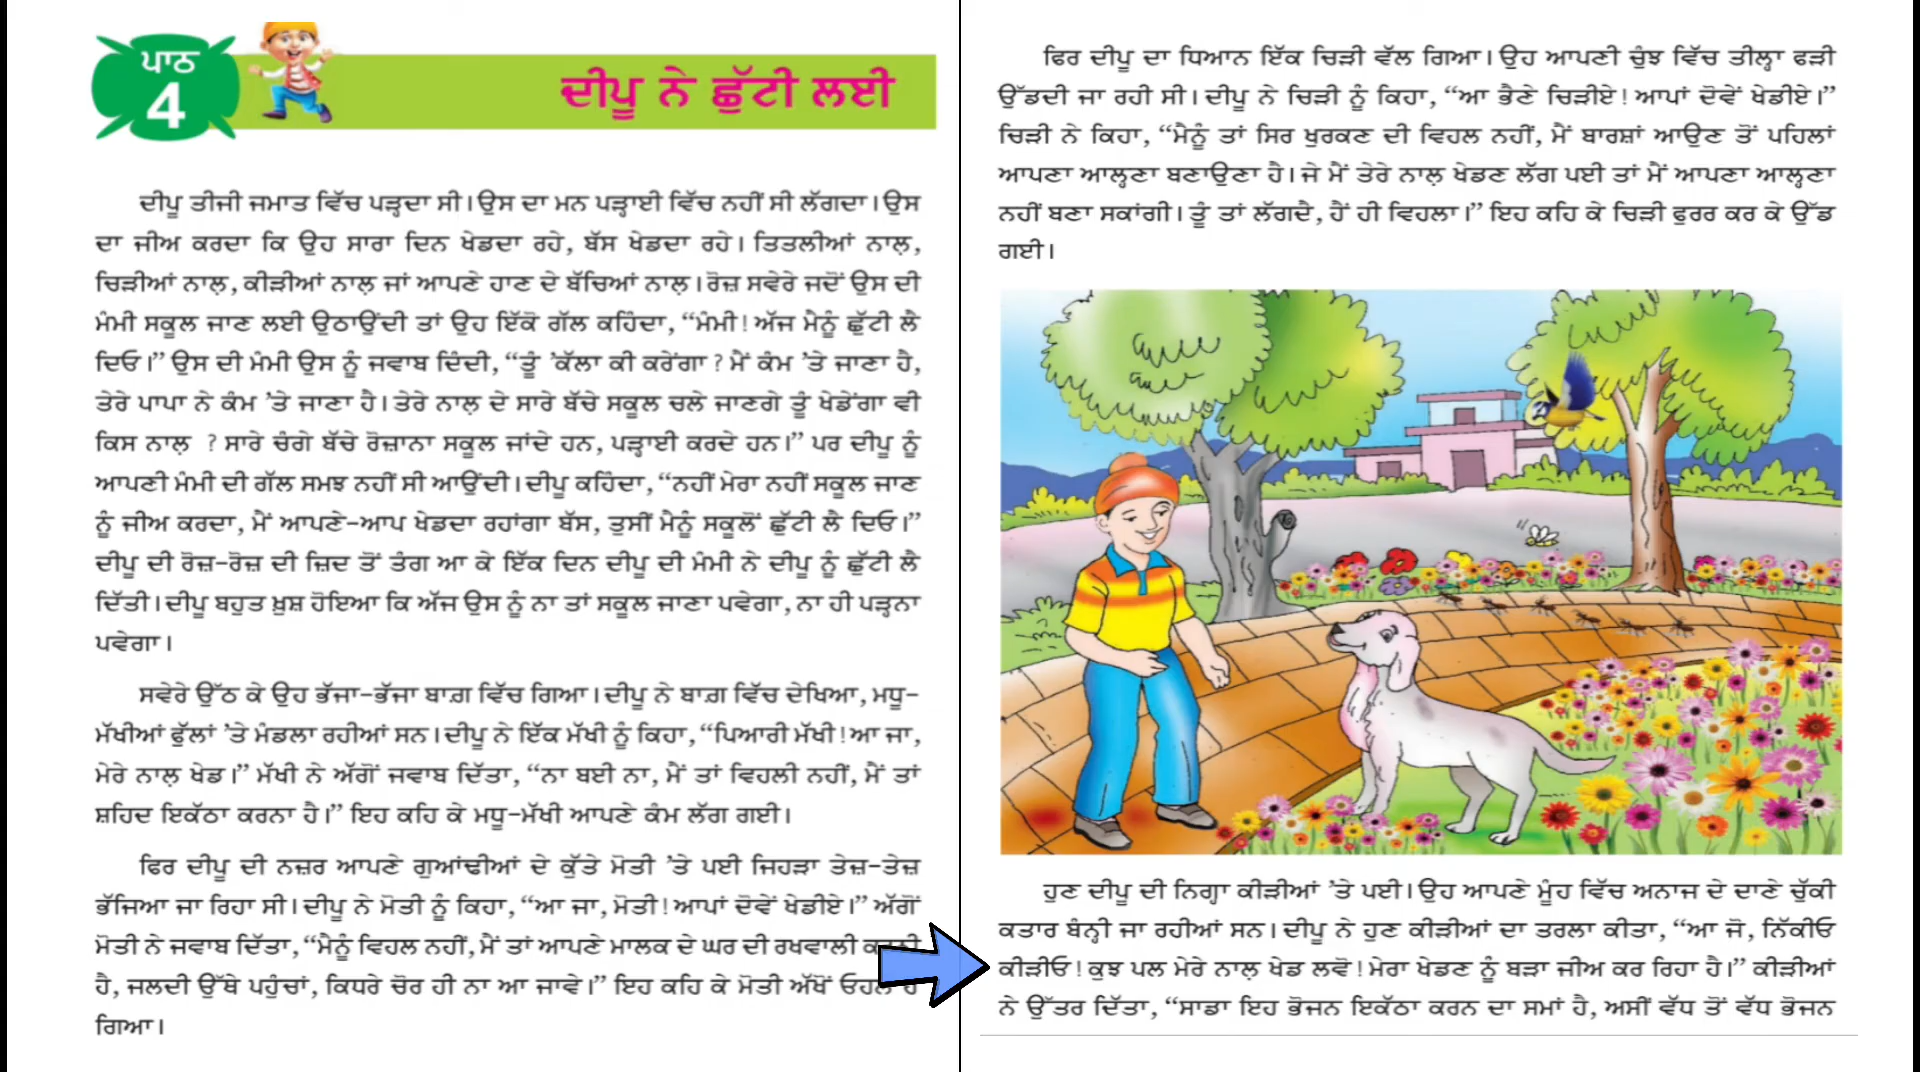 ਪਾਠ
4
ਦੀਪੂ ਨੇ ਛੁੱਟੀ ਲਈ
ਦੀਪੂ ਤੀਜੀ ਜਮਾਤ ਵਿੱਚ ਪੜ੍ਹਦਾ ਸੀ। ਉਸ ਦਾ ਮਨ ਪੜ੍ਹਾਈ ਵਿੱਚ ਨਹੀਂ ਸੀ ਲੱਗਦਾ। ਉਸ
ਦਾ ਜੀਅ ਕਰਦਾ ਕਿ ਉਹ ਸਾਰਾ ਦਿਨ ਖੇਡਦਾ ਰਹੇ, ਬੱਸ ਖੇਡਦਾ ਰਹੇ। ਤਿਤਲੀਆਂ ਨਾਲ਼,
ਚਿੜੀਆਂ ਨਾਲ਼, ਕੀੜੀਆਂ ਨਾਲ਼ ਜਾਂ ਆਪਣੇ ਹਾਣ ਦੇ ਬੱਚਿਆਂ ਨਾਲ਼। ਰੋਜ਼ ਸਵੇਰੇ ਜਦੋਂ ਉਸ ਦੀ
ਮੰਮੀ ਸਕੂਲ ਜਾਣ ਲਈ ਉਠਾਉਂਦੀ ਤਾਂ ਉਹ ਇੱਕੋ ਗੱਲ ਕਹਿੰਦਾ, “ਮੰਮੀ! ਅੱਜ ਮੈਨੂੰ ਛੁੱਟੀ ਲੈ
ਦਿਓ।” ਉਸ ਦੀ ਮੰਮੀ ਉਸ ਨੂੰ ਜਵਾਬ ਦਿੰਦੀ, “ਤੂੰ ’ਕੱਲਾ ਕੀ ਕਰੇਂਗਾ ? ਮੈਂ ਕੰਮ ’ਤੇ ਜਾਣਾ ਹੈ,
ਤੇਰੇ ਪਾਪਾ ਨੇ ਕੰਮ ’ਤੇ ਜਾਣਾ ਹੈ। ਤੇਰੇ ਨਾਲ਼ ਦੇ ਸਾਰੇ ਬੱਚੇ ਸਕੂਲ ਚਲੇ ਜਾਣਗੇ ਤੂੰ ਖੇਡੇਂਗਾ ਵੀ
ਕਿਸ ਨਾਲ਼ ? ਸਾਰੇ ਚੰਗੇ ਬੱਚੇ ਰੋਜ਼ਾਨਾ ਸਕੂਲ ਜਾਂਦੇ ਹਨ, ਪੜ੍ਹਾਈ ਕਰਦੇ ਹਨ।” ਪਰ ਦੀਪੂ ਨੂੰ
ਆਪਣੀ ਮੰਮੀ ਦੀ ਗੱਲ ਸਮਝ ਨਹੀਂ ਸੀ ਆਉਂਦੀ। ਦੀਪੂ ਕਹਿੰਦਾ, “ਨਹੀਂ ਮੇਰਾ ਨਹੀਂ ਸਕੂਲ ਜਾਣ
ਨੂੰ ਜੀਅ ਕਰਦਾ, ਮੈਂ ਆਪਣੇ-ਆਪ ਖੇਡਦਾ ਰਹਾਂਗਾ ਬੱਸ, ਤੁਸੀਂ ਮੈਨੂੰ ਸਕੂਲੋਂ ਛੁੱਟੀ ਲੈ ਦਿਓ।”
ਦੀਪੂ ਦੀ ਰੋਜ਼-ਰੋਜ਼ ਦੀ ਜ਼ਿਦ ਤੋਂ ਤੰਗ ਆ ਕੇ ਇੱਕ ਦਿਨ ਦੀਪੂ ਦੀ ਮੰਮੀ ਨੇ ਦੀਪੂ ਨੂੰ ਛੁੱਟੀ ਲੈ
ਦਿੱਤੀ। ਦੀਪੂ ਬਹੁਤ ਖ਼ੁਸ਼ ਹੋਇਆ ਕਿ ਅੱਜ ਉਸ ਨੂੰ ਨਾ ਤਾਂ ਸਕੂਲ ਜਾਣਾ ਪਵੇਗਾ, ਨਾ ਹੀ ਪੜ੍ਹਨਾ
ਪਵੇਗਾ।
ਸਵੇਰੇ ਉੱਠ ਕੇ ਉਹ ਭੱਜਾ-ਭੱਜਾ ਬਾਗ਼ ਵਿੱਚ ਗਿਆ। ਦੀਪੂ ਨੇ ਬਾਗ਼ ਵਿੱਚ ਦੇਖਿਆ, ਮਧੂ-
ਮੱਖੀਆਂ ਫੁੱਲਾਂ ’ਤੇ ਮੰਡਲਾ ਰਹੀਆਂ ਸਨ। ਦੀਪੂ ਨੇ ਇੱਕ ਮੱਖੀ ਨੂੰ ਕਿਹਾ, “ਪਿਆਰੀ ਮੱਖੀ! ਆ ਜਾ,
ਮੇਰੇ ਨਾਲ਼ ਖੇਡ।” ਮੱਖੀ ਨੇ ਅੱਗੋਂ ਜਵਾਬ ਦਿੱਤਾ, “ਨਾ ਬਈ ਨਾ, ਮੈਂ ਤਾਂ ਵਿਹਲੀ ਨਹੀਂ, ਮੈਂ ਤਾਂ
ਸ਼ਹਿਦ ਇਕੱਠਾ ਕਰਨਾ ਹੈ।” ਇਹ ਕਹਿ ਕੇ ਮਧੂ-ਮੱਖੀ ਆਪਣੇ ਕੰਮ ਲੱਗ ਗਈ।
ਫਿਰ ਦੀਪੂ ਦੀ ਨਜ਼ਰ ਆਪਣੇ ਗੁਆਂਢੀਆਂ ਦੇ ਕੁੱਤੇ ਮੋਤੀ ’ਤੇ ਪਈ ਜਿਹੜਾ ਤੇਜ਼-ਤੇਜ਼
ਭੱਜਿਆ ਜਾ ਰਿਹਾ ਸੀ। ਦੀਪੂ ਨੇ ਮੋਤੀ ਨੂੰ ਕਿਹਾ, “ਆ ਜਾ, ਮੋਤੀ! ਆਪਾਂ ਦੋਵੇਂ ਖੇਡੀਏ।” ਅੱਗੋਂ
ਮੋਤੀ ਨੇ ਜਵਾਬ ਦਿੱਤਾ, “ਮੈਨੂੰ ਵਿਹਲ ਨਹੀਂ, ਮੈਂ ਤਾਂ ਆਪਣੇ ਮਾਲਕ ਦੇ ਘਰ ਦੀ ਰਖਵਾਲੀ
ਹੈ, ਜਲਦੀ ਉੱਥੇ ਪਹੁੰਚਾਂ, ਕਿਧਰੇ ਚੋਰ ਹੀ ਨਾ ਆ ਜਾਵੇ।” ਇਹ ਕਹਿ ਕੇ ਮੋਤੀ ਅੱਖੋਂ
ਗਿਆ।
ਫਿਰ ਦੀਪੂ ਦਾ ਧਿਆਨ ਇੱਕ ਚਿੜੀ ਵੱਲ ਗਿਆ। ਉਹ ਆਪਣੀ ਚੁੰਝ ਵਿੱਚ ਤੀਲ੍ਹਾ ਫੜੀ
ਉੱਡਦੀ ਜਾ ਰਹੀ ਸੀ। ਦੀਪੂ ਨੇ ਚਿੜੀ ਨੂੰ ਕਿਹਾ, “ਆ ਭੈਣੇ ਚਿੜੀਏ! ਆਪਾਂ ਦੋਵੇਂ ਖੇਡੀਏ।”
ਚਿੜੀ ਨੇ ਕਿਹਾ, “ਮੈਨੂੰ ਤਾਂ ਸਿਰ ਖੁਰਕਣ ਦੀ ਵਿਹਲ ਨਹੀਂ, ਮੈਂ ਬਾਰਸ਼ਾਂ ਆਉਣ ਤੋਂ ਪਹਿਲਾਂ
ਆਪਣਾ ਆਲ੍ਹਣਾ ਬਣਾਉਣਾ ਹੈ। ਜੇ ਮੈਂ ਤੇਰੇ ਨਾਲ਼ ਖੇਡਣ ਲੱਗ ਪਈ ਤਾਂ ਮੈਂ ਆਪਣਾ ਆਲ੍ਹਣਾ
ਨਹੀਂ ਬਣਾ ਸਕਾਂਗੀ। ਤੂੰ ਤਾਂ ਲੱਗਦੈ, ਹੈਂ ਹੀ ਵਿਹਲਾ।” ਇਹ ਕਹਿ ਕੇ ਚਿੜੀ ਫੁਰਰ ਕਰ ਕੇ ਉੱਡ
ਗਈ।
ਹੁਣ ਦੀਪੂ ਦੀ ਨਿਗ੍ਹਾ ਕੀੜੀਆਂ ’ਤੇ ਪਈ। ਉਹ ਆਪਣੇ ਮੂੰਹ ਵਿੱਚ ਅਨਾਜ ਦੇ ਦਾਣੇ ਚੁੱਕੀ
ਕਤਾਰ ਬੰਨ੍ਹੀ ਜਾ ਰਹੀਆਂ ਸਨ। ਦੀਪੂ ਨੇ ਹੁਣ ਕੀੜੀਆਂ ਦਾ ਤਰਲਾ ਕੀਤਾ, “ਆ ਜੋ, ਨਿੱਕੀਓ
ਕੀੜੀਓ! ਕੁਝ ਪਲ ਮੇਰੇ ਨਾਲ਼ ਖੇਡ ਲਵੋ! ਮੇਰਾ ਖੇਡਣ ਨੂੰ ਬੜਾ ਜੀਅ ਕਰ ਰਿਹਾ ਹੈ।” ਕੀੜੀਆਂ
ਨੇ ਉੱਤਰ ਦਿੱਤਾ, “ਸਾਡਾ ਇਹ ਭੋਜਨ ਇਕੱਠਾ ਕਰਨ ਦਾ ਸਮਾਂ ਹੈ, ਅਸੀਂ ਵੱਧ ਤੋਂ ਵੱਧ ਭੋਜਨ